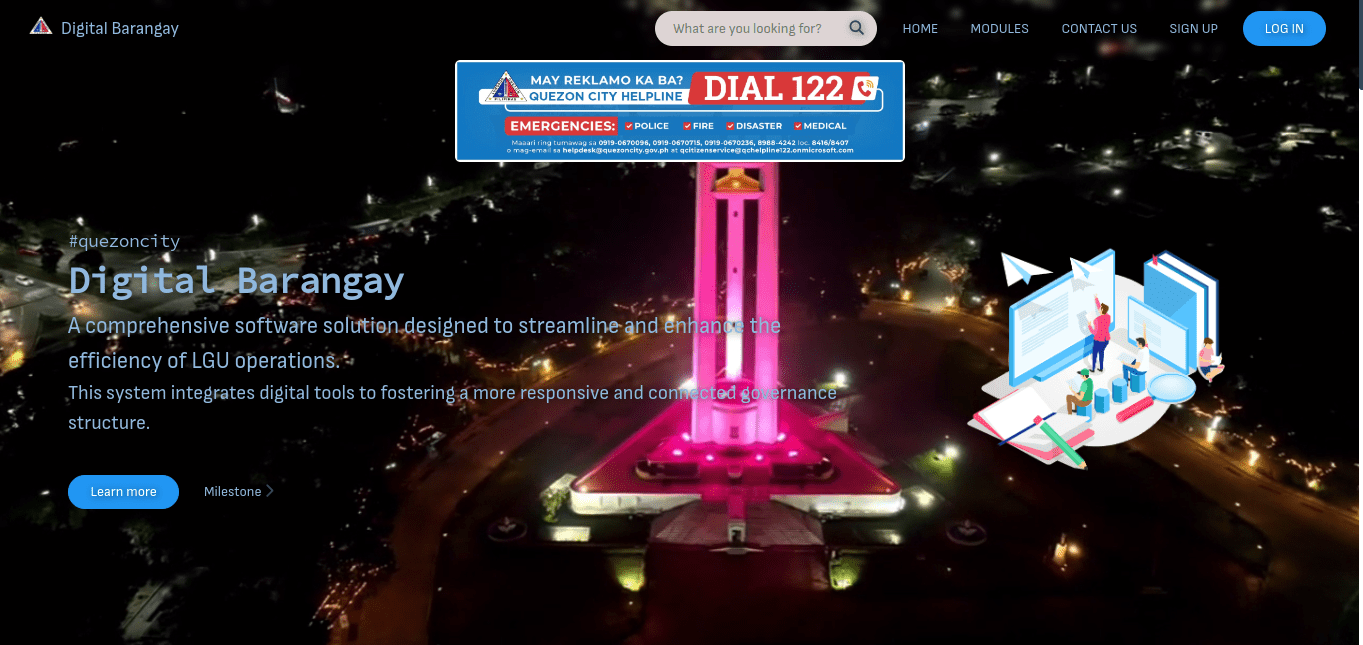 Digital Barangay
What are you looking for?
HOME
MODULES
CONTACT US
SIGN UP
LOG IN
MAY REKLAMO KA BA?
QUEZON CITY HELPLINE
DIAL 122
EMERGENCIES:
POLICE
FIRE
DISASTER
MEDICAL
Maaari ring tumawag sa 0919-0670096, 0919-0670715, 0919-0670236, 8988-4242 loc. 8416/8407
o mag-email sa helpdesk@quezoncity.gov.ph at qcitizenservice@qchelpline122.onmicrosoft.com
#quezoncity
Digital Barangay
A comprehensive software solution designed to streamline and enhance the
efficiency of LGU operations.
This system integrates digital tools to fostering a more responsive and connected governance
structure.
Learn more
Milestone